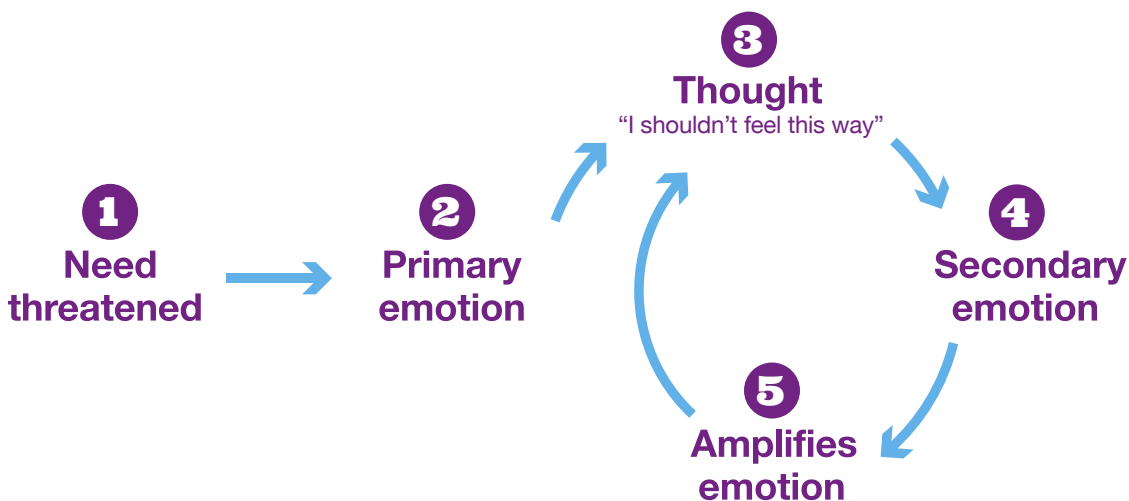 1
Need
threatened
2
Primary
emotion
3
Thought
“I shouldn’t feel this way”
4
Secondary
emotion
5
Amplifies
emotion